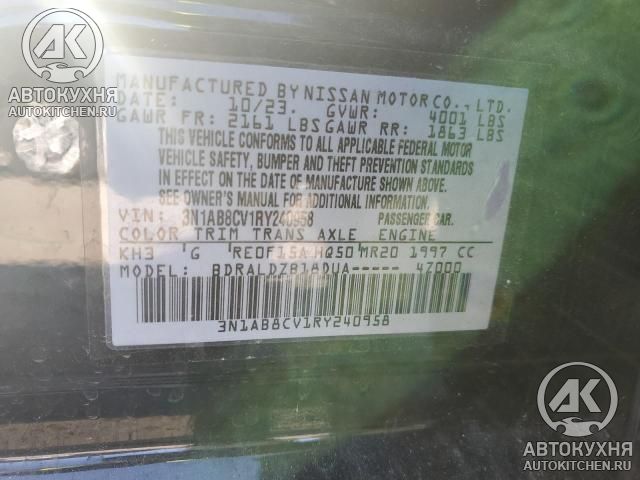 AK
АВТОКУХНЯ
AUTOKITCHEN.RU
MANUFACTURED BY NISSAN MOTOR CO., LTD.
DATE: 10/23 GVWR: 4001 LBS
GAWR FR: 2161 LBS GAWR RR: 1863 LBS
THIS VEHICLE CONFORMS TO ALL APPLICABLE FEDERAL MOTOR
VEHICLE SAFETY, BUMPER AND THEFT PREVENTION STANDARDS
IN EFFECT ON THE DATE OF MANUFACTURE SHOWN ABOVE.
SEE OWNER'S MANUAL FOR ADDITIONAL INFORMATION.
VIN: 3N1AB8CV1RY240958 PASSENGER CAR.
COLOR TRIM TRANS AXLE ENGINE
KH3 'G RE0F15A HQ50 MR20 1997 CC
MODEL: BDRALDZB18DUA----- 4Z000
3N1AB8CV1RY240958
AK
АВТОКУХНЯ
AUTOKITCHEN.RU